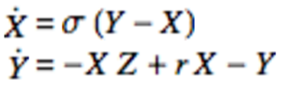 Ẋ = σ (Y − X)
Ẏ = −X Z + r X − Y